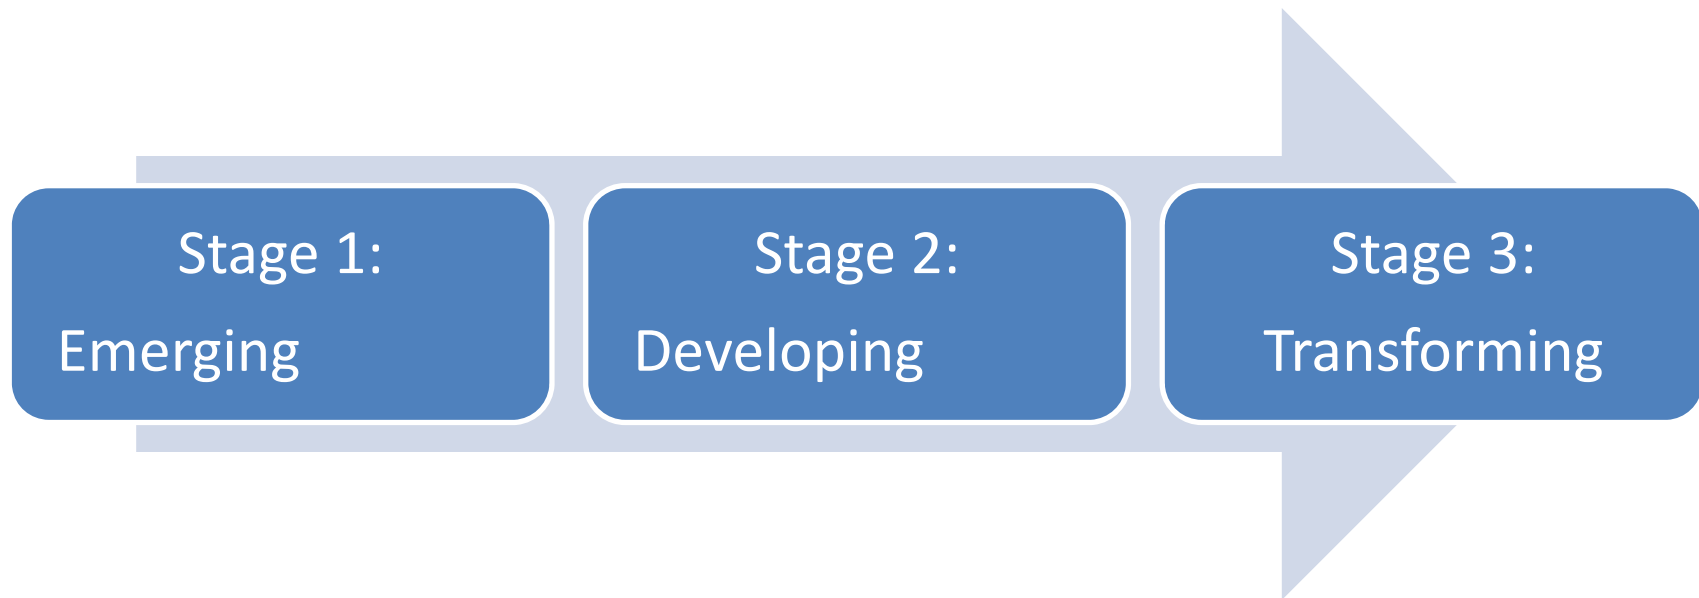 Stage 1:
Emerging
Stage 2:
Developing
Stage 3:
Transforming